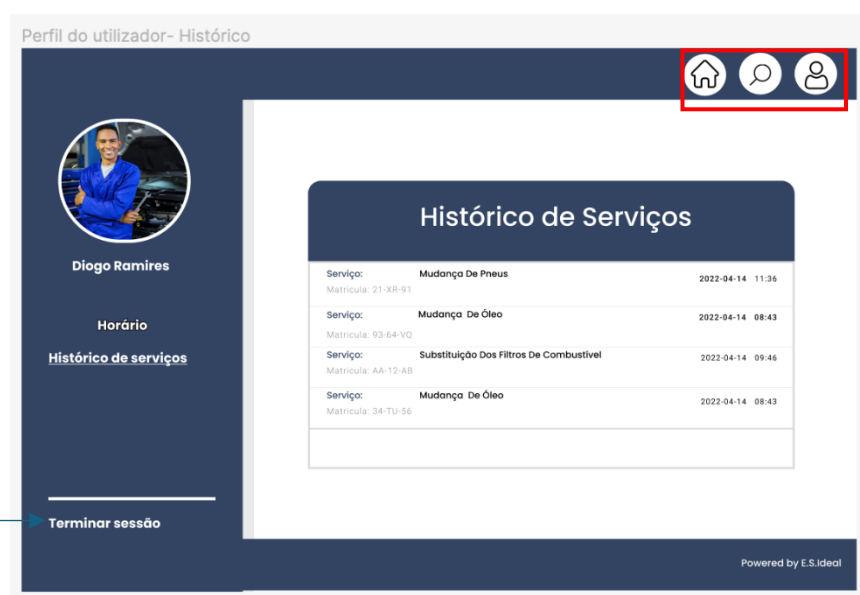 Perfil do utilizador- Histórico
Diogo Ramires
Horário
Histórico de serviços
Terminar sessão
Histórico de Serviços
Serviço: Mudança De Pneus 2022-04-14 11:36
Matricula: 21-XR-91
Serviço: Mudança De Óleo 2022-04-14 08:43
Matricula: 93-64-VQ
Serviço: Substituição Dos Filtros De Combustível 2022-04-14 09:46
Matricula: AA-12-AB
Serviço: Mudança De Óleo 2022-04-14 08:43
Matricula: 34-TU-56
Powered by E.S.Ideal